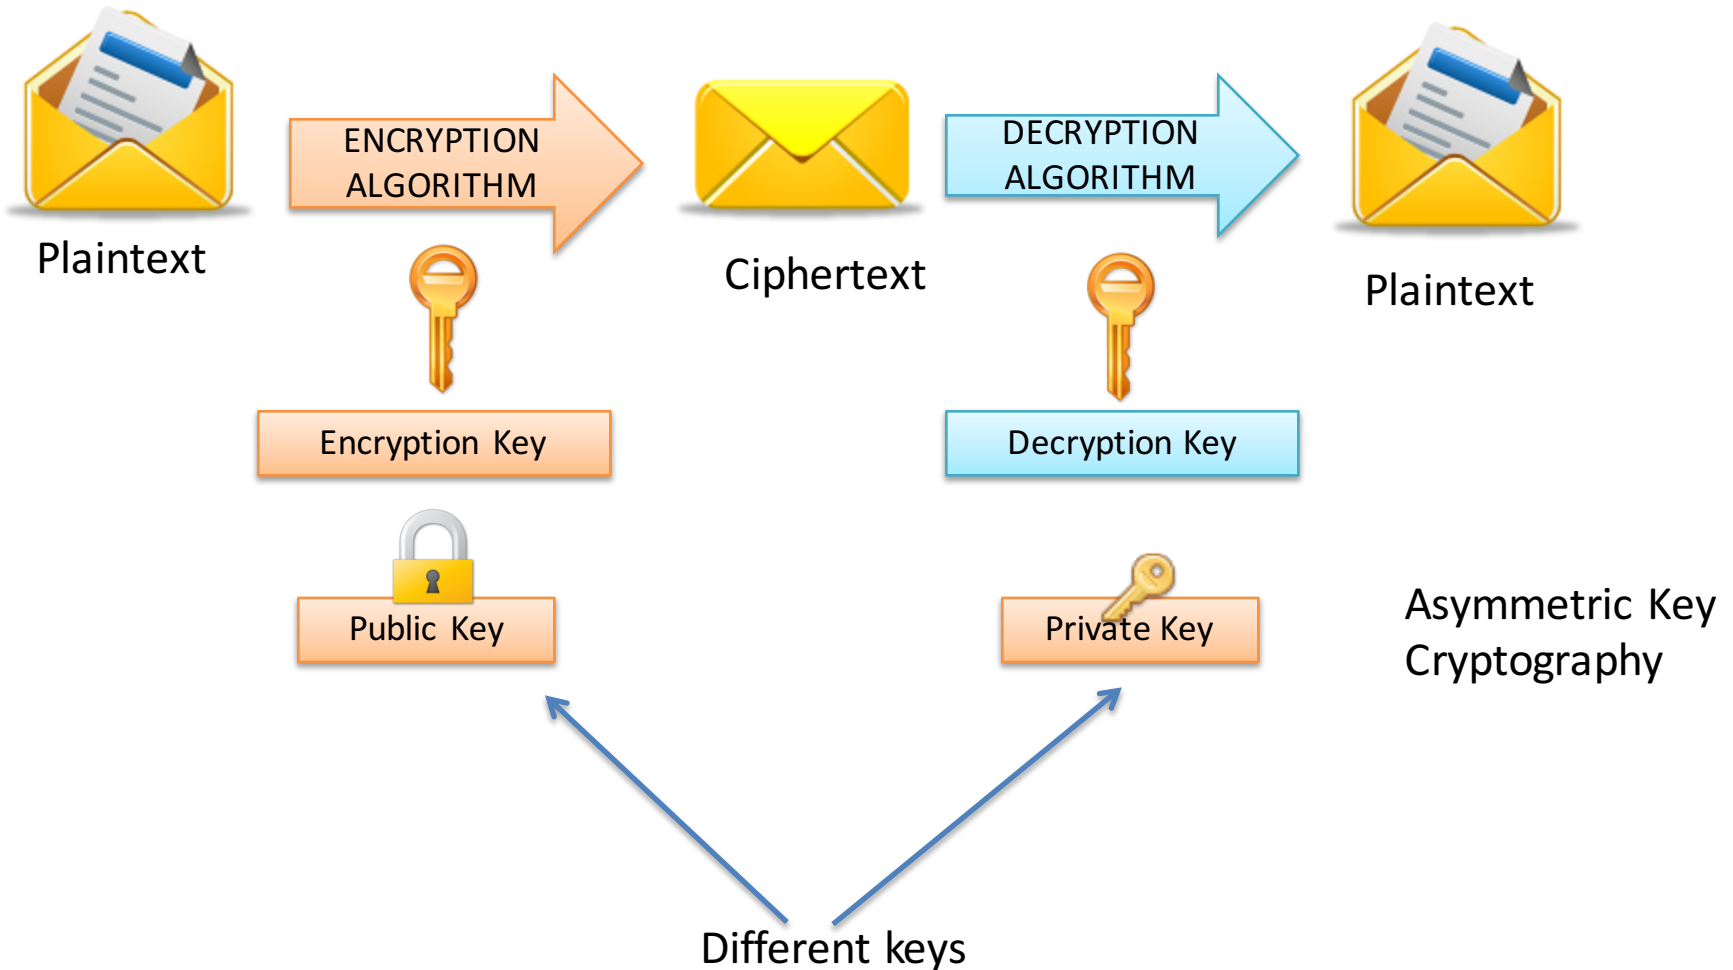 ENCRYPTION
ALGORITHM
DECRYPTION
ALGORITHM
Plaintext
Ciphertext
Plaintext
Encryption Key
Decryption Key
Public Key
Private Key
Asymmetric Key
Cryptography
Different keys